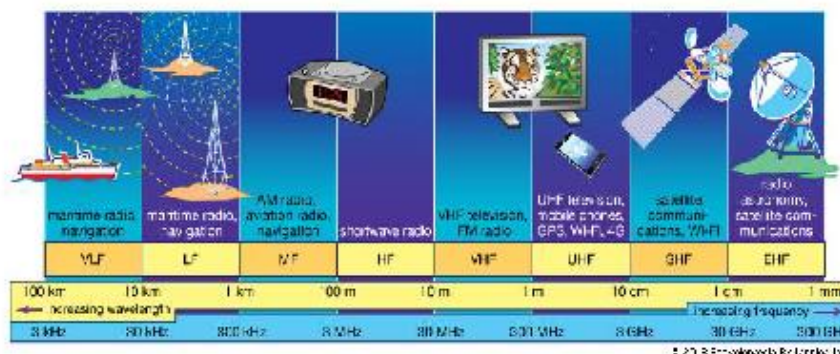 maritime radio,
navigation
maritime radio,
navigation
AM radio,
aviation radio,
navigation
shortwave radio
VHF television,
FM radio
UHF television,
mobile phones,
GPS, Wi-Fi, 4G
satellite
communi-
cations, Wi-Fi
radio
astronomy,
satellite com-
munications
VLF LF MF HF VHF UHF SHF EHF
100 km 10 km 1 km 100 m 10 m 1 m 10 cm 1 cm 1 mm
increasing wavelength increasing frequency
3 kHz 30 kHz 300 kHz 3 MHz 30 MHz 300 MHz 3 GHz 30 GHz 300 GH